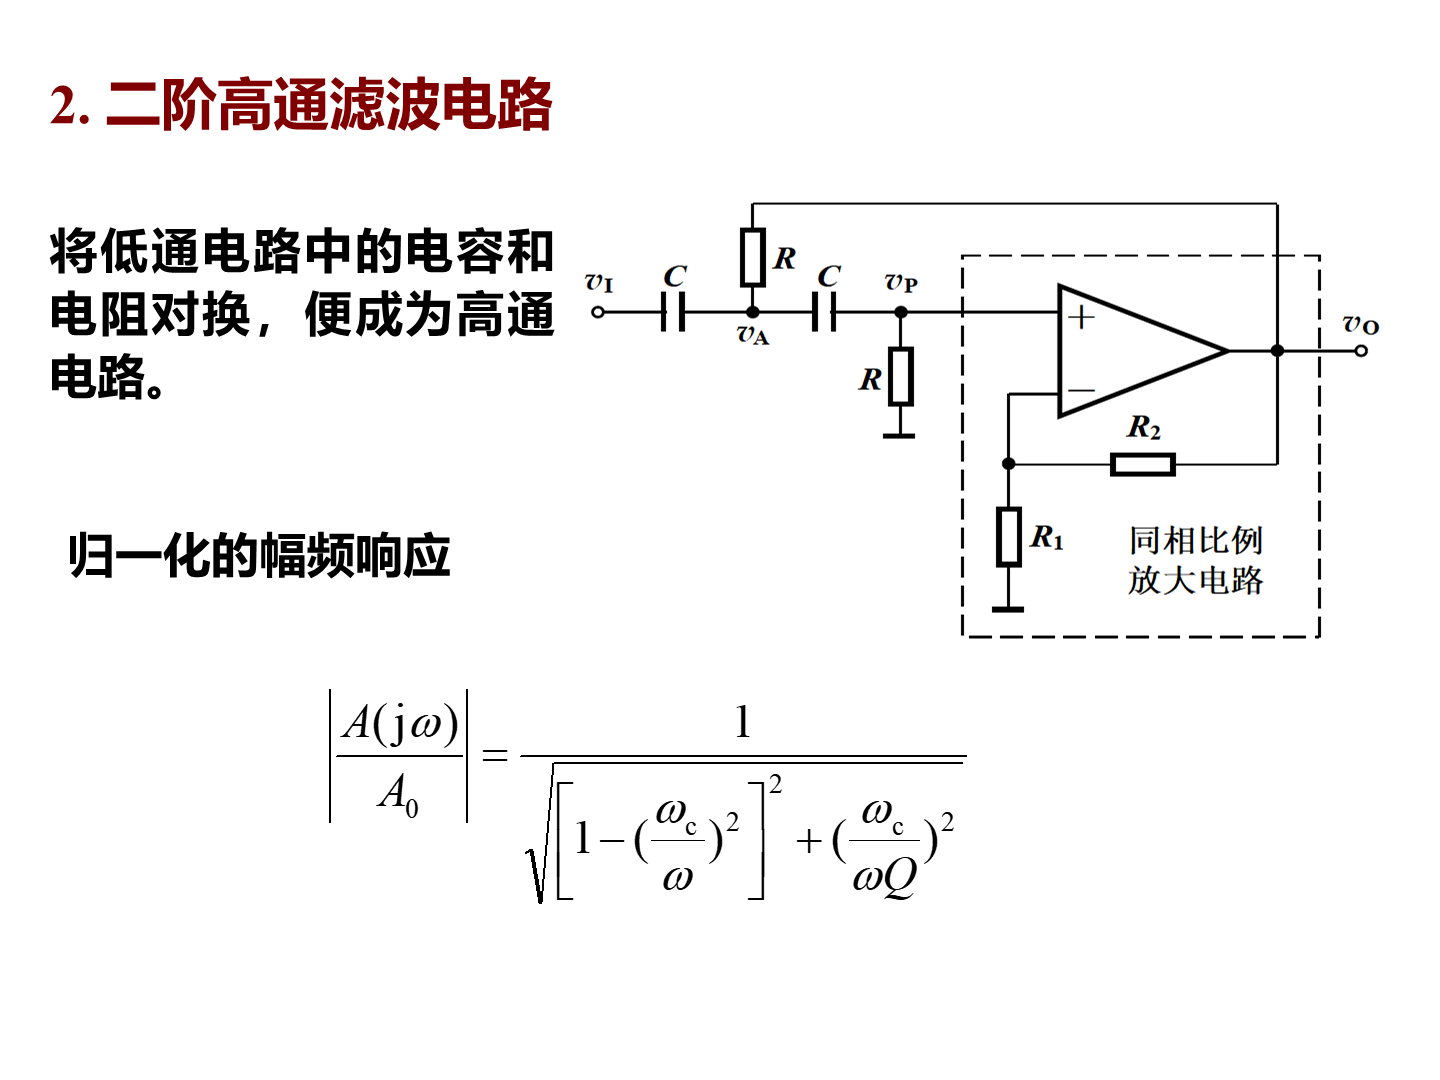 2. 二阶高通滤波电路
将低通电路中的电容和
电阻对换，便成为高通
电路。
R
C
C
vI
vP
vA
R
+
−
vO
R2
R1
同相比例
放大电路
归一化的幅频响应
|A(jω)/A0| = 1/√([1−(ωc/ω)²]²+(ωc/ωQ)²)